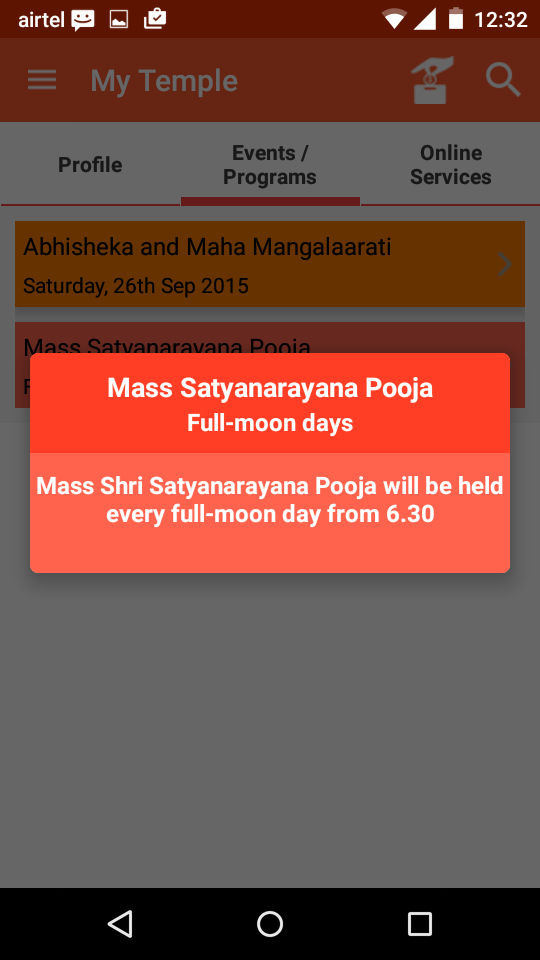 airtel 12:32
My Temple
Profile
Events /
Programs
Online
Services
Abhisheka and Maha Mangalaarati
Saturday, 26th Sep 2015
Mass Satyanarayana Pooja
Mass Satyanarayana Pooja
Full-moon days
Mass Shri Satyanarayana Pooja will be held
every full-moon day from 6.30